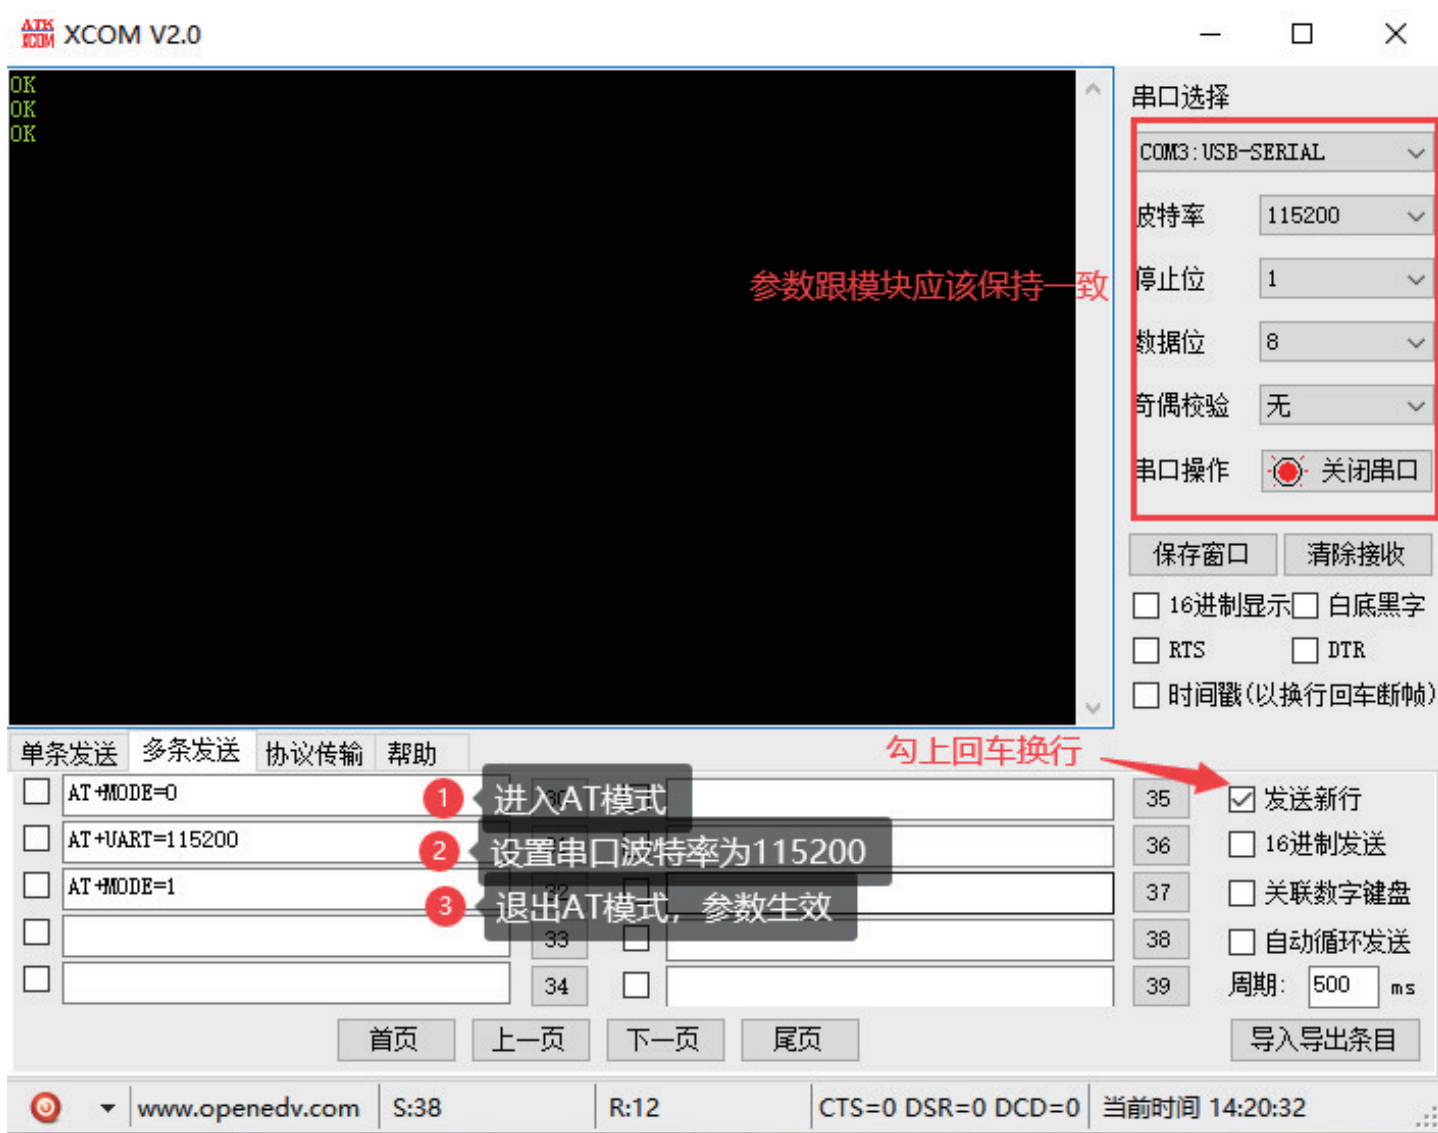 ATK XCOM XCOM V2.0
OK
OK
OK
参数跟模块应该保持一致
串口选择
COM3:USB-SERIAL
波特率 115200
停止位 1
数据位 8
奇偶校验 无
串口操作 关闭串口
保存窗口 清除接收
16进制显示 白底黑字
RTS DTR
时间戳(以换行回车断帧)
单条发送 多条发送 协议传输 帮助
勾上回车换行
AT+MODE=0 1 进入AT模式 35 发送新行
AT+UART=115200 2 设置串口波特率为115200 36 16进制发送
AT+MODE=1 3 退出AT模式，参数生效 37 关联数字键盘
33 38 自动循环发送
34 39 周期: 500 ms
首页 上一页 下一页 尾页 导入导出条目
www.openedv.com S:38 R:12 CTS=0 DSR=0 DCD=0 当前时间 14:20:32